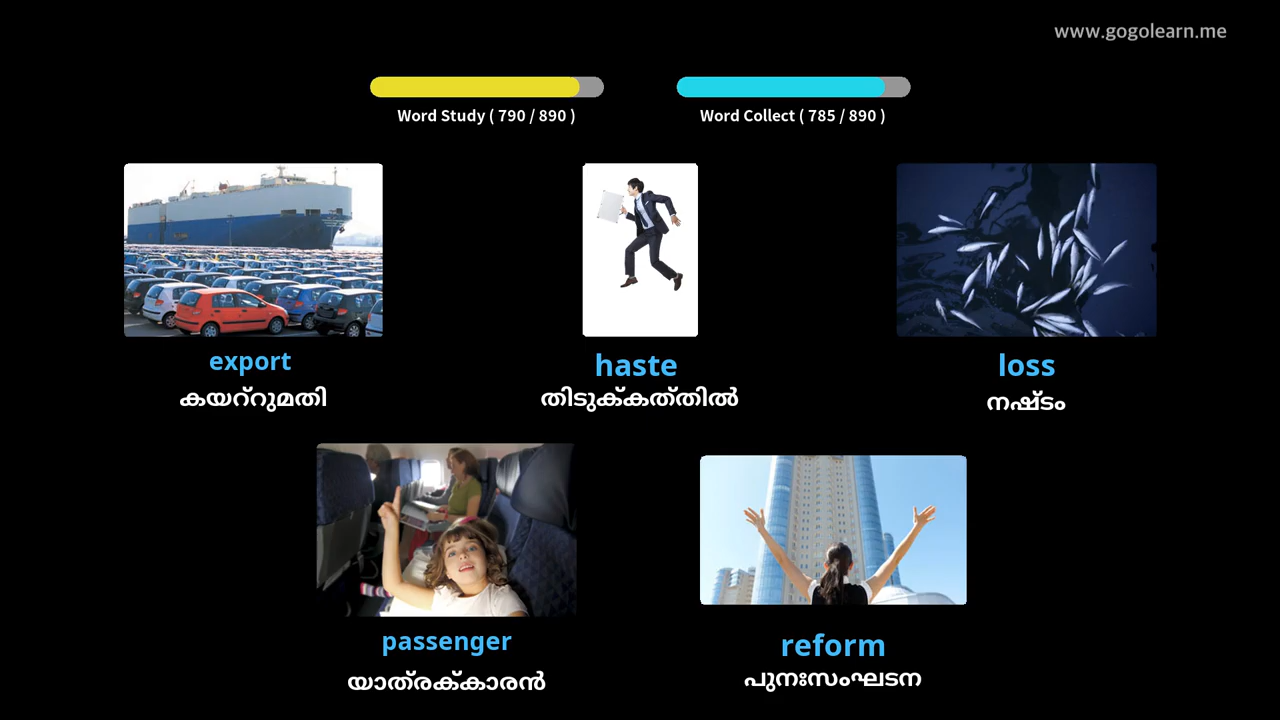 www.gogolearn.me
Word Study ( 790 / 890 )
Word Collect ( 785 / 890 )
export
കയറ്റുമതി
haste
തിടുക്കത്തിൽ
loss
നഷ്ടം
passenger
യാത്രക്കാരൻ
reform
പുനഃസംഘടന